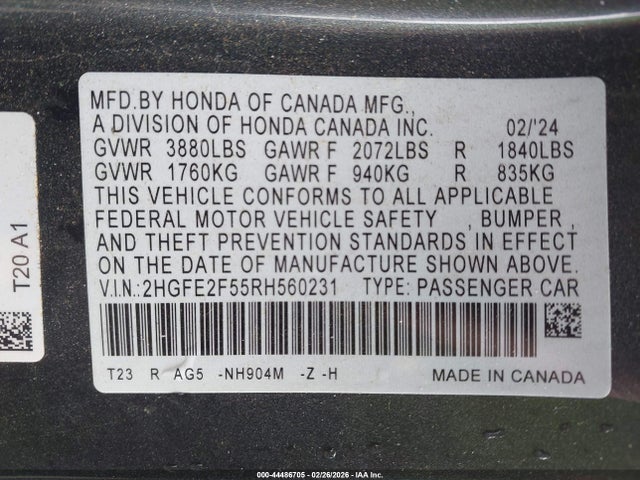 MFD.BY HONDA OF CANADA MFG.,
A DIVISION OF HONDA CANADA INC. 02/'24
GVWR 3880LBS GAWR F 2072LBS R 1840LBS
GVWR 1760KG GAWR F 940KG R 835KG
THIS VEHICLE CONFORMS TO ALL APPLICABLE
FEDERAL MOTOR VEHICLE SAFETY , BUMPER ,
AND THEFT PREVENTION STANDARDS IN EFFECT
ON THE DATE OF MANUFACTURE SHOWN ABOVE.
V.I.N.:2HGFE2F55RH560231 TYPE: PASSENGER CAR
T23 R AG5 -NH904M -Z -H MADE IN CANADA
T20 A1
000-44486705 - 02/26/2026 - IAA Inc.